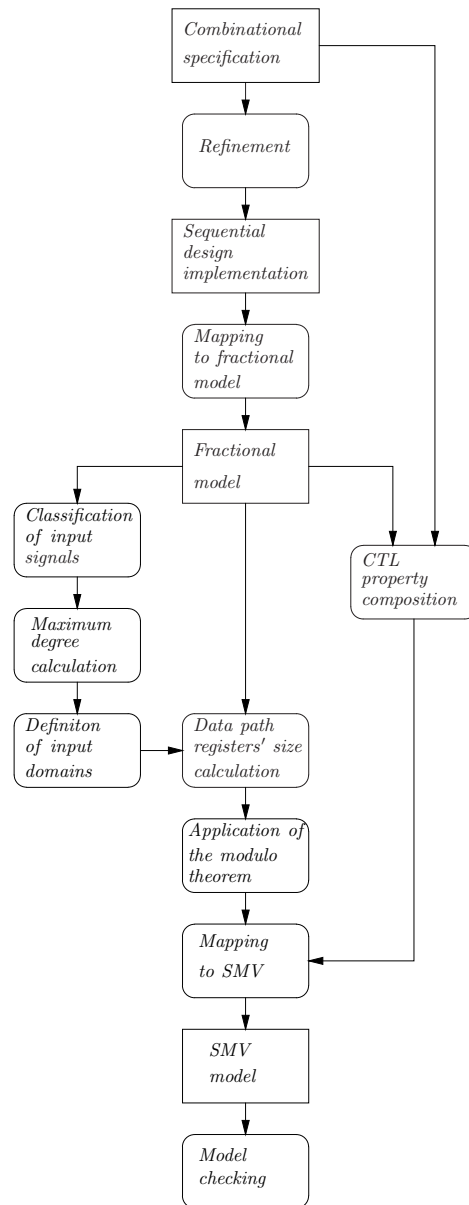 Combinational
specification
Refinement
Sequential
design
implementation
Mapping
to fractional
model
Fractional
model
Classification
of input
signals
CTL
property
composition
Maximum
degree
calculation
Definiton
of input
domains
Data path
registers' size
calculation
Application of
the modulo
theorem
Mapping
to SMV
SMV
model
Model
checking